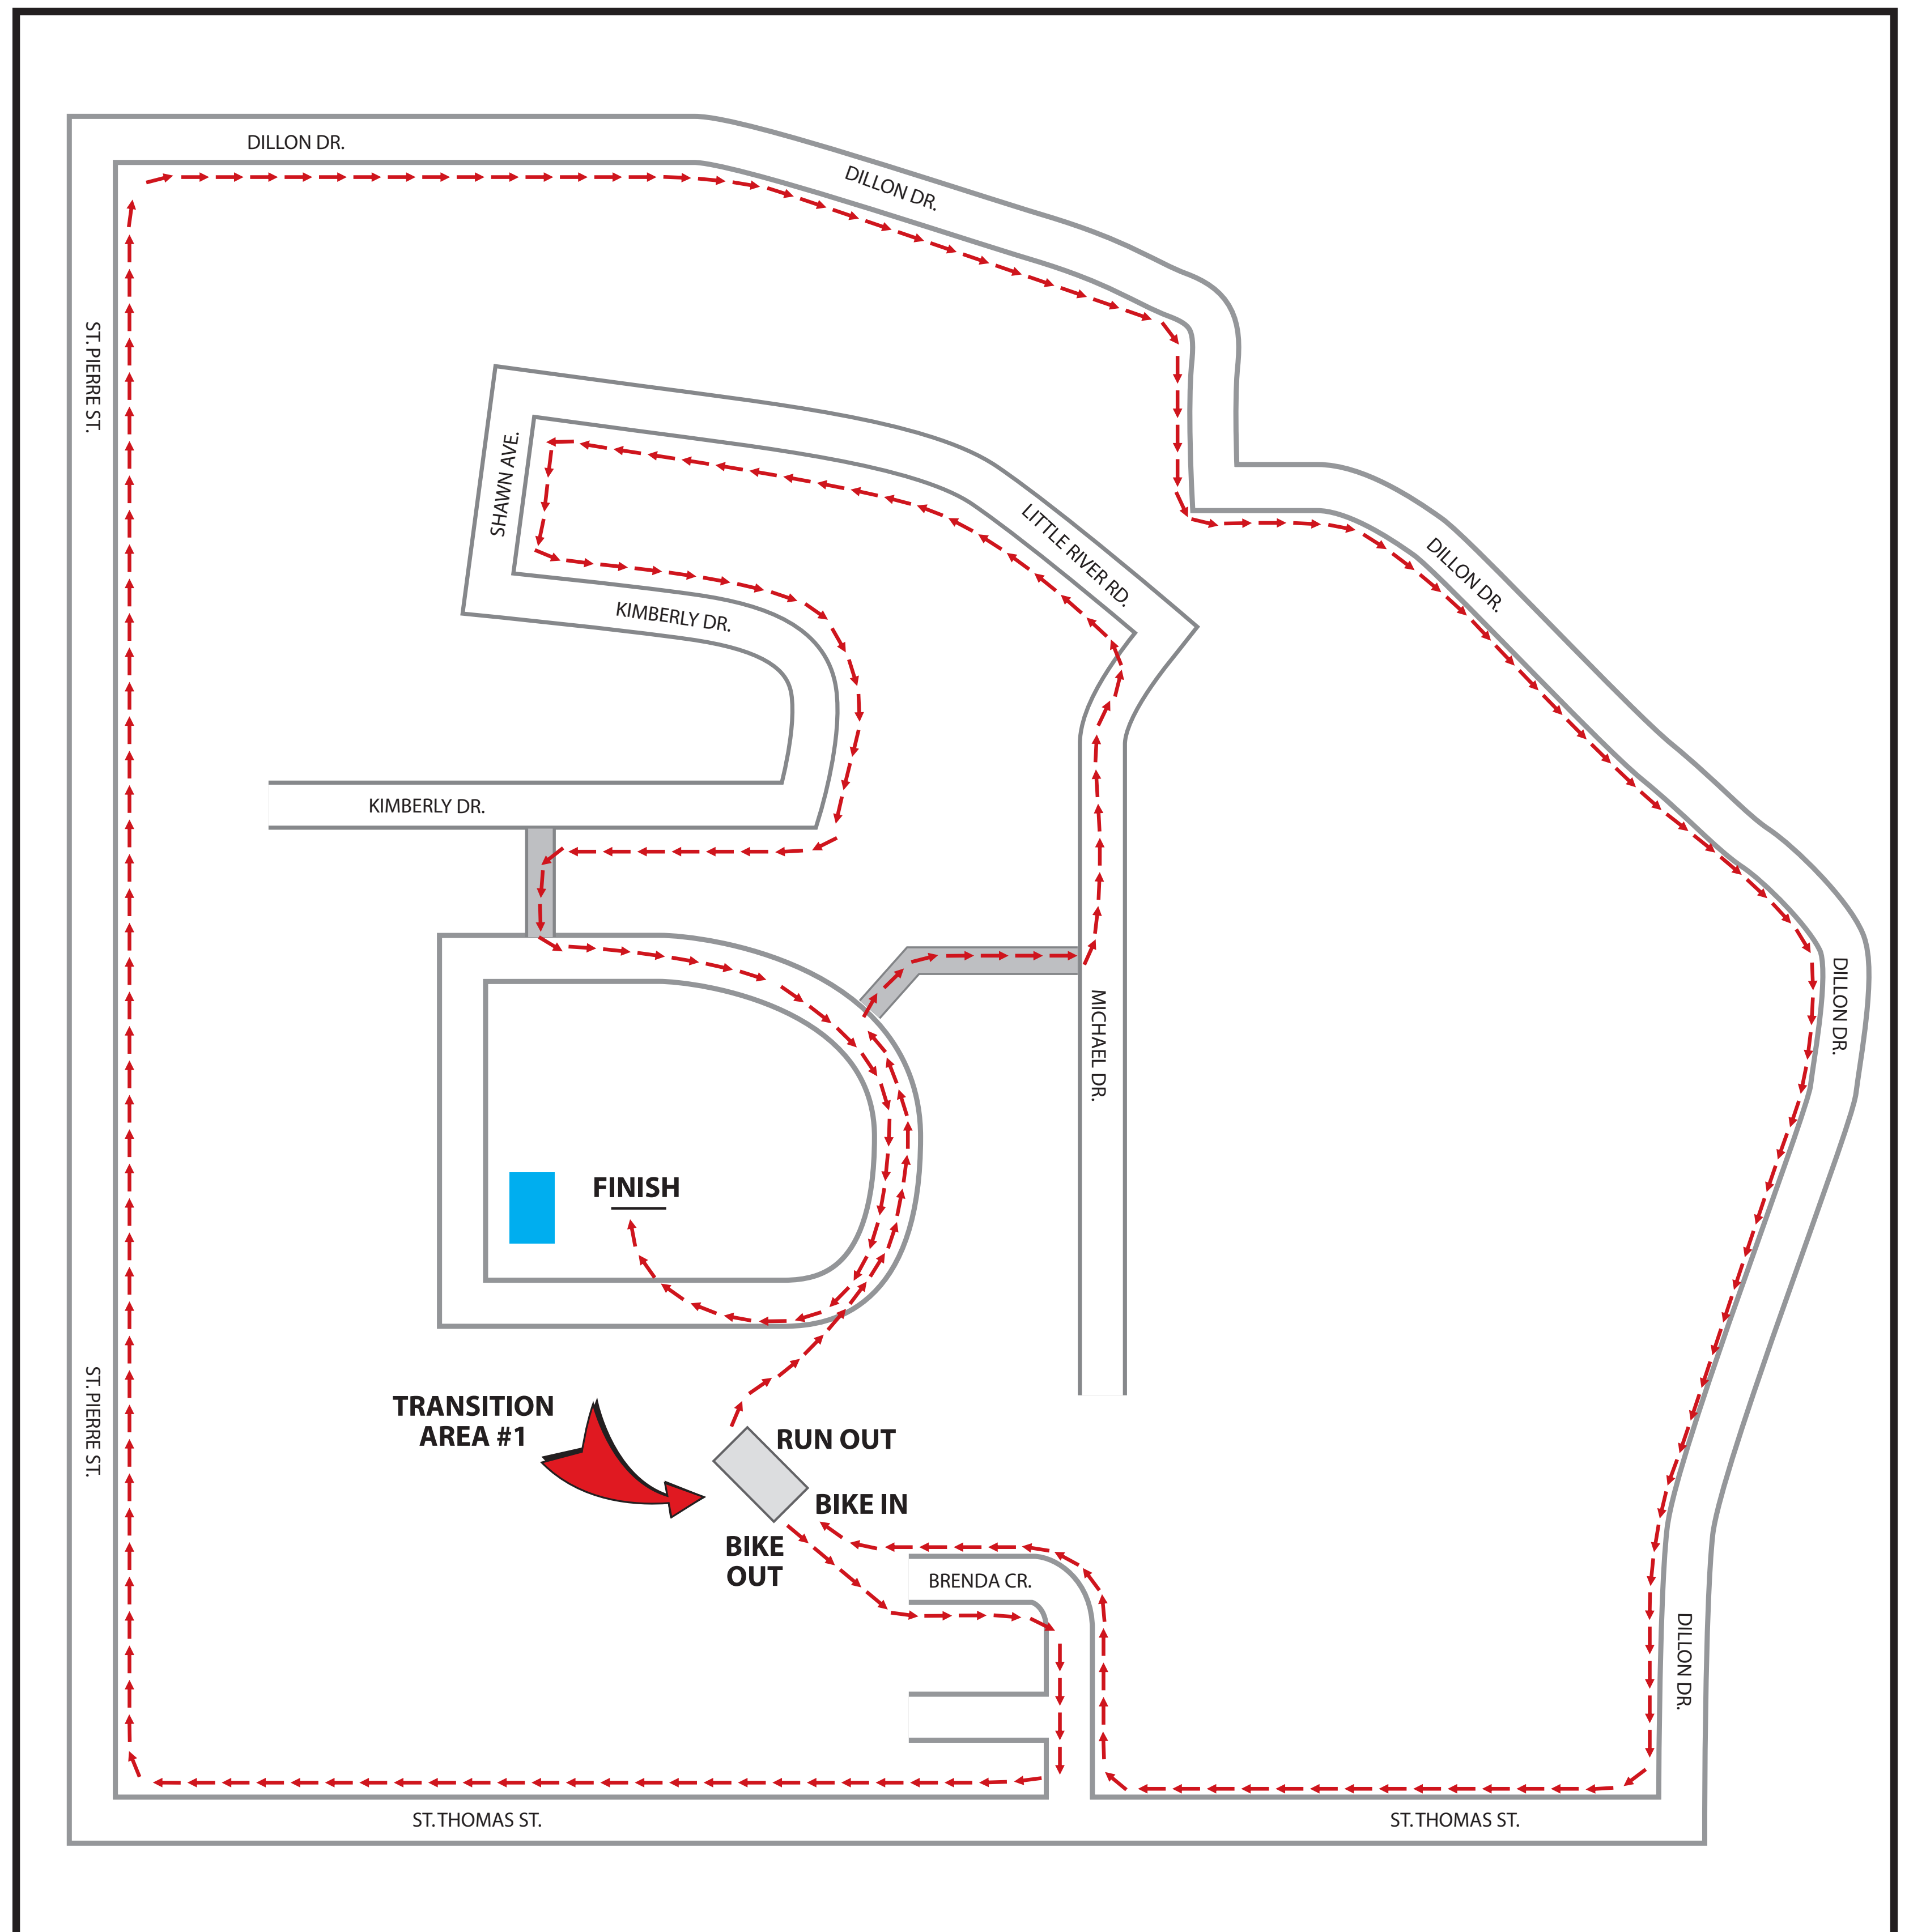 DILLON DR.
DILLON DR.
ST. PIERRE ST.
SHAWN AVE.
LITTLE RIVER RD.
DILLON DR.
KIMBERLY DR.
KIMBERLY DR.
DILLON DR.
MICHAEL DR.
FINISH
ST. PIERRE ST.
TRANSITION
AREA #1
RUN OUT
BIKE IN
BIKE
OUT
BRENDA CR.
DILLON DR.
ST. THOMAS ST.
ST. THOMAS ST.